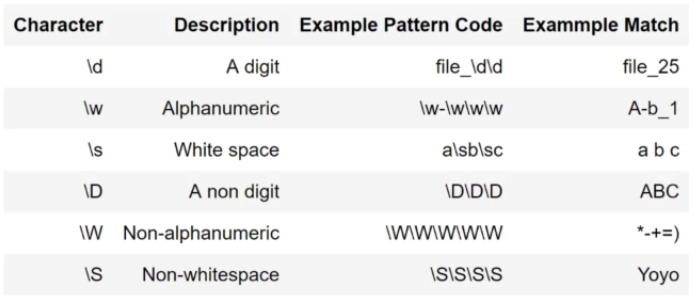 Character Description Example Pattern Code Exammple Match
\d A digit file_\d\d file_25
\w Alphanumeric \w-\w\w\w A-b_1
\s White space a\sb\sc a b c
\D A non digit \D\D\D ABC
\W Non-alphanumeric \W\W\W\W\W *-+=)
\S Non-whitespace \S\S\S\S Yoyo